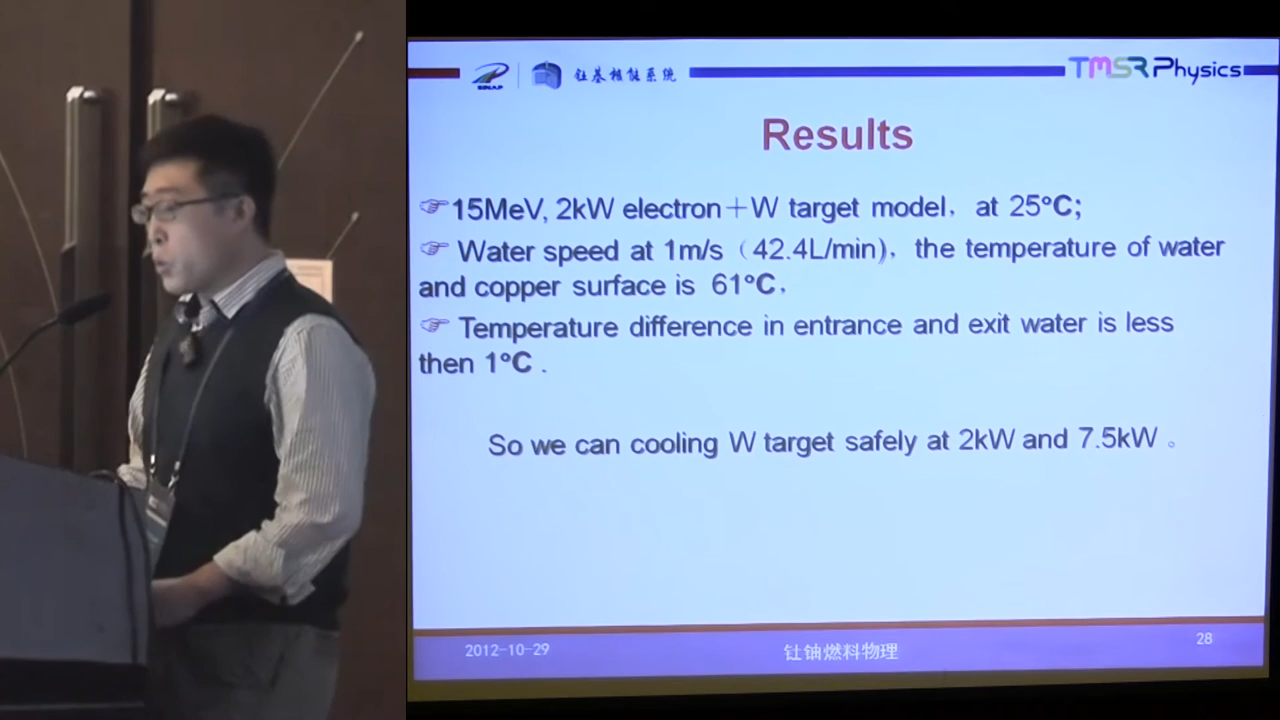 SINAP
钍基核能系统
TMSR Physics
Results
☞15MeV, 2kW electron＋W target model，at 25℃;
☞ Water speed at 1m/s（42.4L/min)，the temperature of water
and copper surface is 61℃，
☞ Temperature difference in entrance and exit water is less
then 1℃ .
So we can cooling W target safely at 2kW and 7.5kW 。
2012-10-29
钍铀燃料物理
28